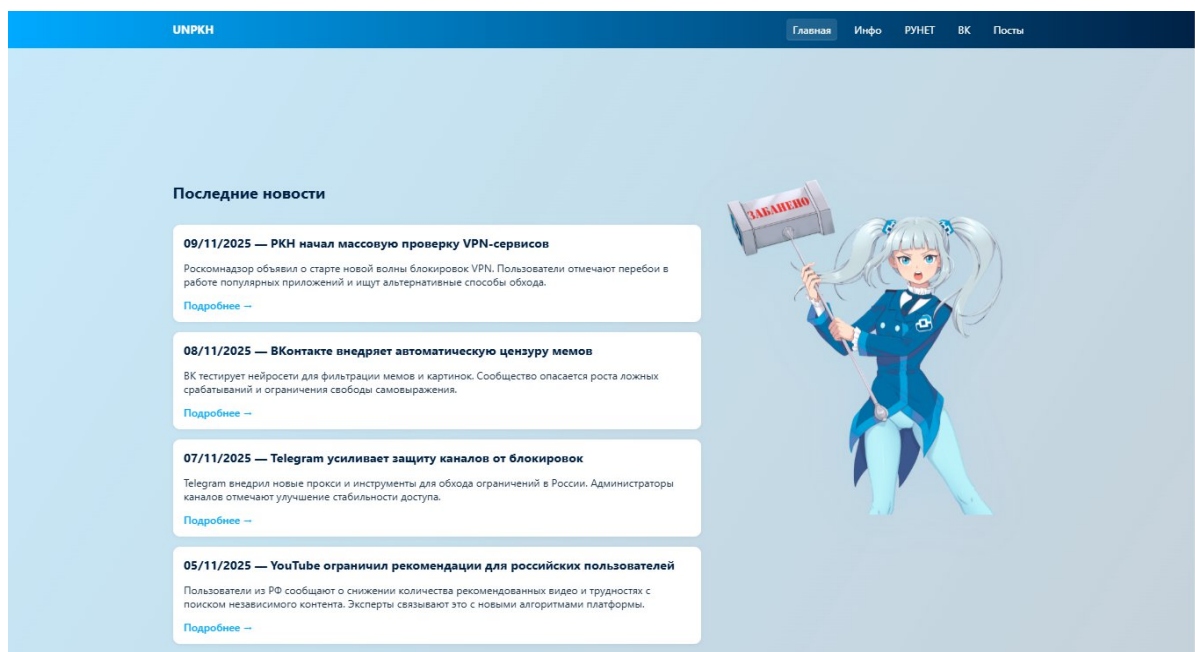 UNPKH
Главная Инфо РУНЕТ ВК Посты
Последние новости
ЗАБАНЕНО
09/11/2025 — РКН начал массовую проверку VPN-сервисов
Роскомнадзор объявил о старте новой волны блокировок VPN. Пользователи отмечают перебои в
работе популярных приложений и ищут альтернативные способы обхода.
Подробнее →
08/11/2025 — ВКонтакте внедряет автоматическую цензуру мемов
ВК тестирует нейросети для фильтрации мемов и картинок. Сообщество опасается роста ложных
срабатываний и ограничения свободы самовыражения.
Подробнее →
07/11/2025 — Telegram усиливает защиту каналов от блокировок
Telegram внедрил новые прокси и инструменты для обхода ограничений в России. Администраторы
каналов отмечают улучшение стабильности доступа.
Подробнее →
05/11/2025 — YouTube ограничил рекомендации для российских пользователей
Пользователи из РФ сообщают о снижении количества рекомендованных видео и трудностях с
поиском независимого контента. Эксперты связывают это с новыми алгоритмами платформы.
Подробнее →